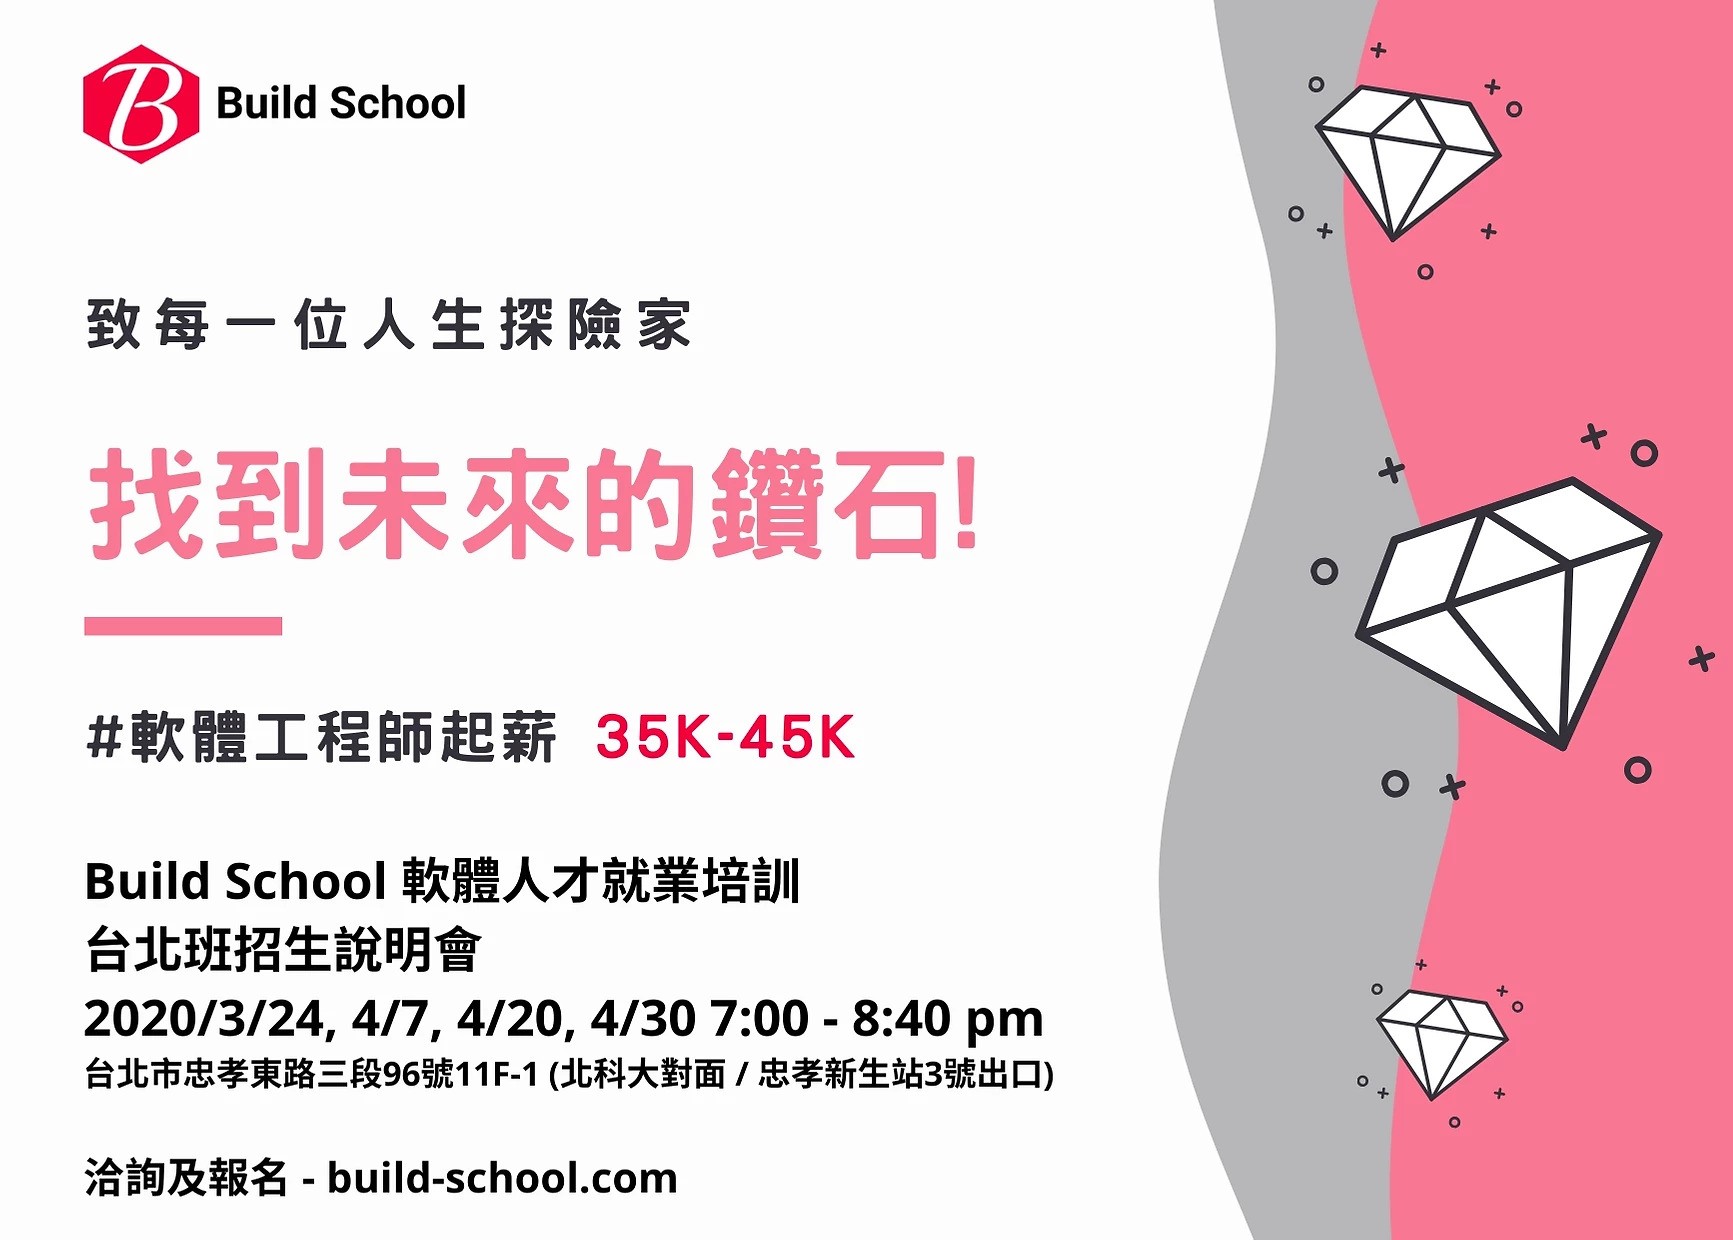 B Build School
致每一位人生探險家
找到未來的鑽石!
#軟體工程師起薪 35K-45K
Build School 軟體人才就業培訓
台北班招生說明會
2020/3/24, 4/7, 4/20, 4/30 7:00 - 8:40 pm
台北市忠孝東路三段96號11F-1 (北科大對面 / 忠孝新生站3號出口)
洽詢及報名 - build-school.com